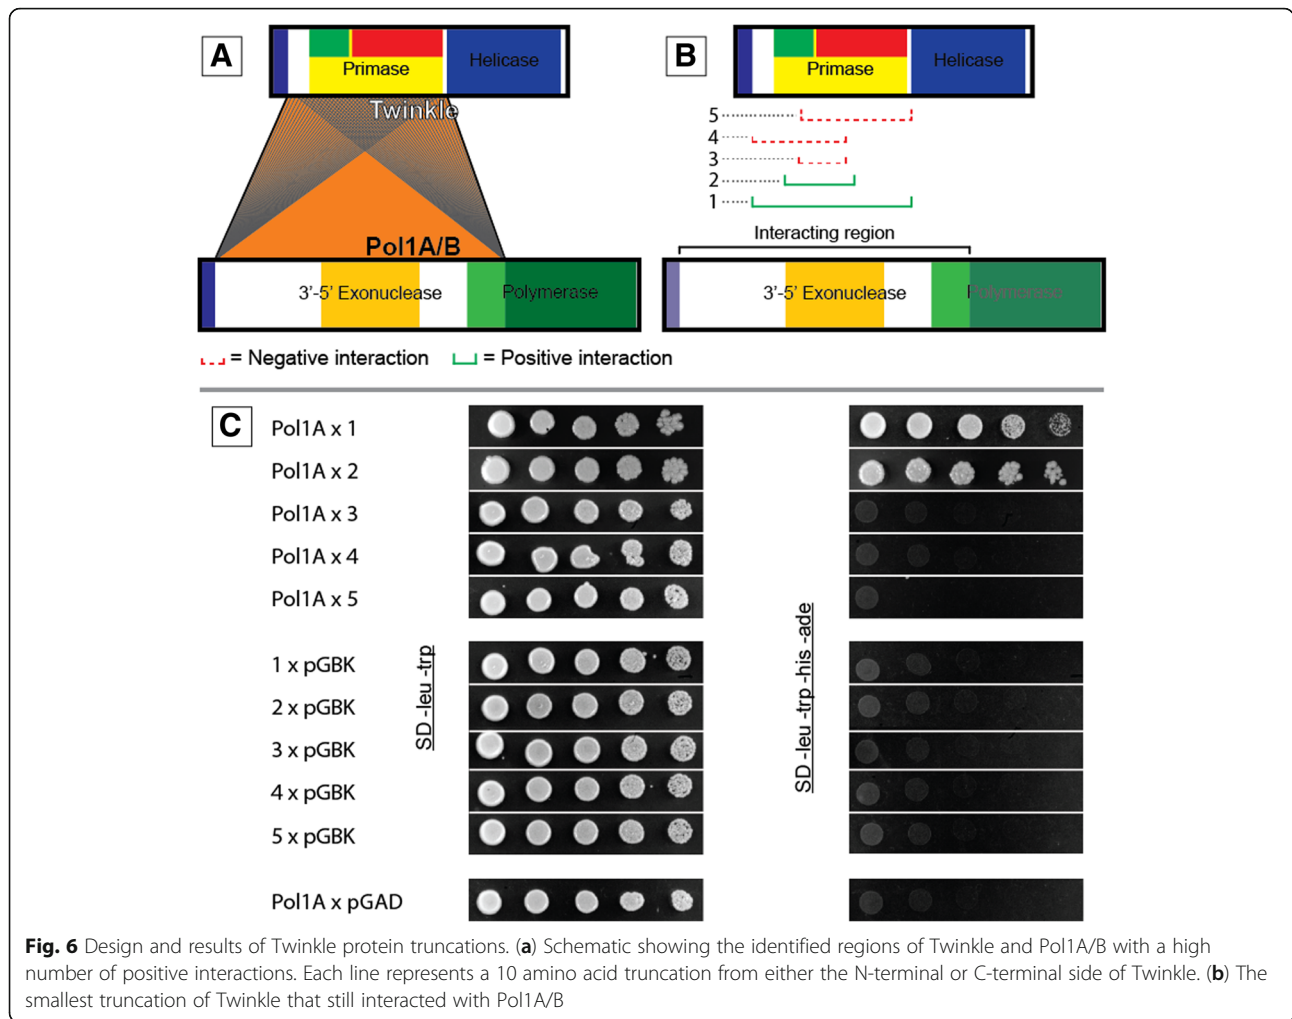 A
Primase
Helicase
Twinkle
Pol1A/B
3'-5' Exonuclease
Polymerase
B
Primase
Helicase
5
4
3
2
1
Interacting region
3'-5' Exonuclease
Polymerase
= Negative interaction
= Positive interaction
C
Pol1A x 1
Pol1A x 2
Pol1A x 3
Pol1A x 4
Pol1A x 5
1 x pGBK
2 x pGBK
3 x pGBK
4 x pGBK
5 x pGBK
Pol1A x pGAD
SD -leu -trp
SD -leu -trp -his -ade
Fig. 6 Design and results of Twinkle protein truncations. (a) Schematic showing the identified regions of Twinkle and Pol1A/B with a high
number of positive interactions. Each line represents a 10 amino acid truncation from either the N-terminal or C-terminal side of Twinkle. (b) The
smallest truncation of Twinkle that still interacted with Pol1A/B